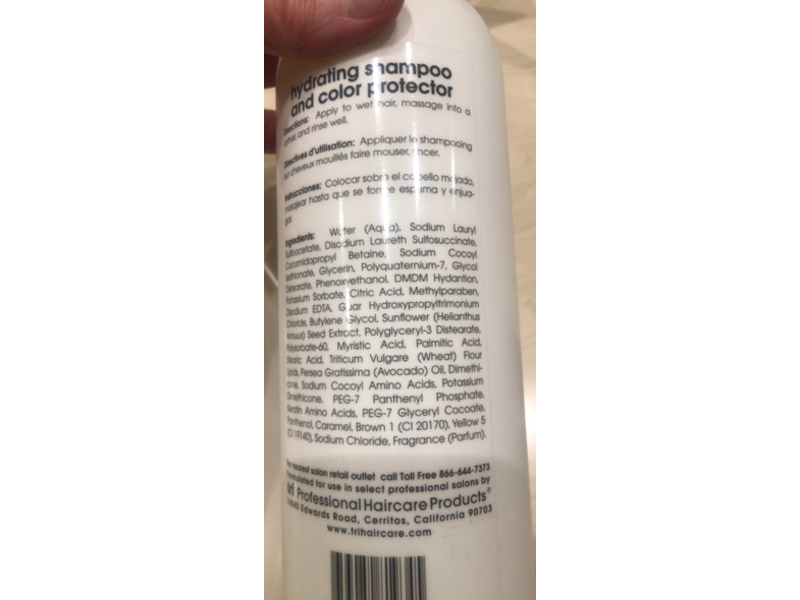 hydrating shampoo
and color protector
Directions: Apply to wet hair, massage into a
lather, and rinse well.
Directives d'utilisation: Appliquer le shampooing
sur cheveux mouillés faire mouser, rincer.
Instrucciones: Colocar sobre el cabello mojado,
masajear hasta que se forme espuma y enjua-
gar.
Ingredients: Water (Aqua), Sodium Lauryl
Sulfoacetate, Disodium Laureth Sulfosuccinate,
Cocamidopropyl Betaine, Sodium Cocoyl
Isethionate, Glycerin, Polyquaternium-7, Glycol
Distearate, Phenoxyethanol, DMDM Hydantion,
Potassium Sorbate, Citric Acid, Methylparaben,
Disodium EDTA, Guar Hydroxypropyltrimonium
Chloride, Butylene Glycol, Sunflower (Helianthus
Annuus) Seed Extract, Polyglyceryl-3 Distearate,
Polysorbate-60, Myristic Acid, Palmitic Acid,
Stearic Acid, Triticum Vulgare (Wheat) Flour
Lipids, Persea Gratissima (Avocado) Oil, Dimethi-
cone, Sodium Cocoyl Amino Acids, Potassium
Dimethicone, PEG-7 Panthenyl Phosphate,
Keratin Amino Acids, PEG-7 Glyceryl Cocoate,
Panthenol, Caramel, Brown 1 (CI 20170), Yellow 5
(CI 19140), Sodium Chloride, Fragrance (Parfum).
For nearest salon retail outlet call Toll Free 866-644-7373
Formulated for use in select professional salons by
tri Professional Haircare Products®
Edwards Road, Cerritos, California 90703
www.trihaircare.com